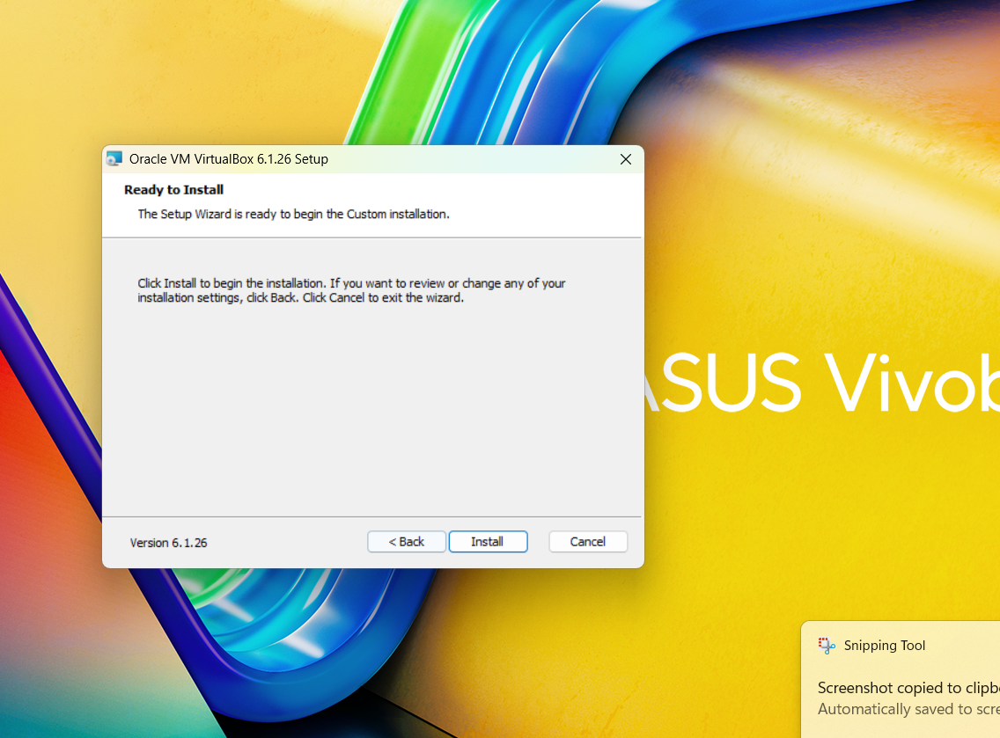 Oracle VM VirtualBox 6.1.26 Setup
Ready to Install
The Setup Wizard is ready to begin the Custom installation.
Click Install to begin the installation. If you want to review or change any of your
installation settings, click Back. Click Cancel to exit the wizard.
ASUS Vivob
Version 6.1.26
< Back
Install
Cancel
Snipping Tool
Screenshot copied to clipb
Automatically saved to scre